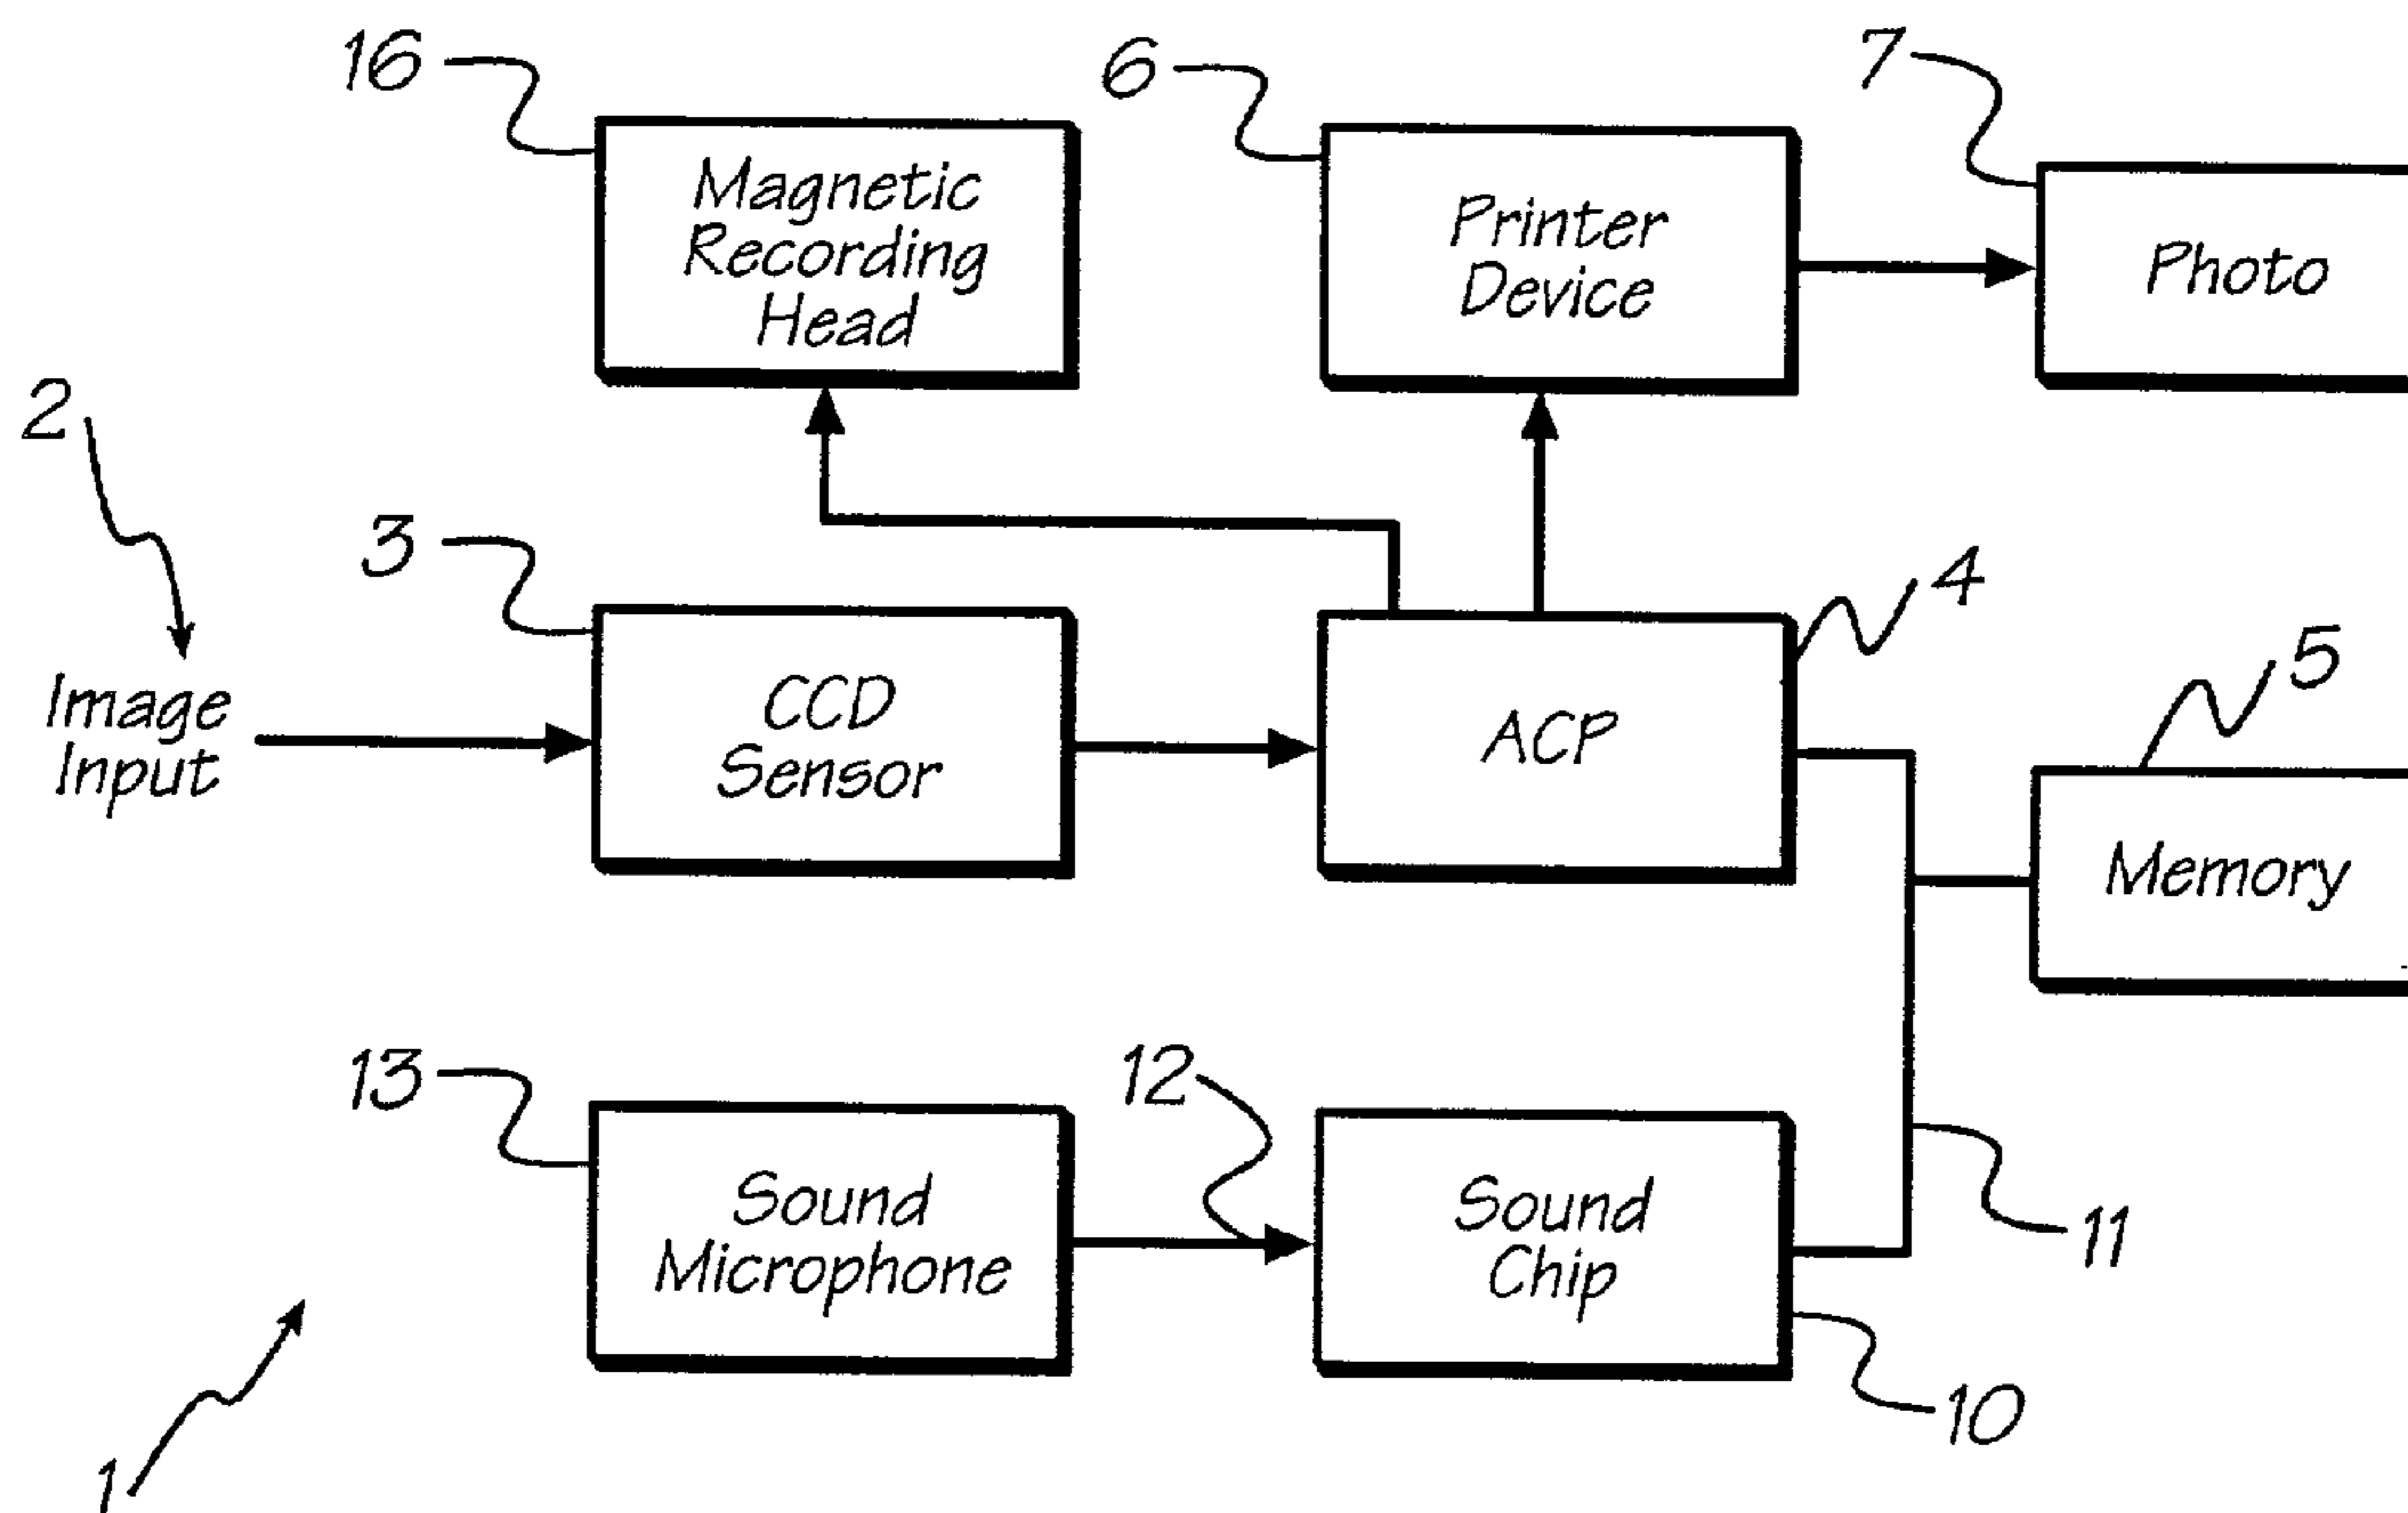 16
6
7
Magnetic
Recording
Head
Printer
Device
Photo
2
3
4
5
Image
Input
CCD
Sensor
ACP
Memory
13
12
Sound
Microphone
Sound
Chip
11
10
1